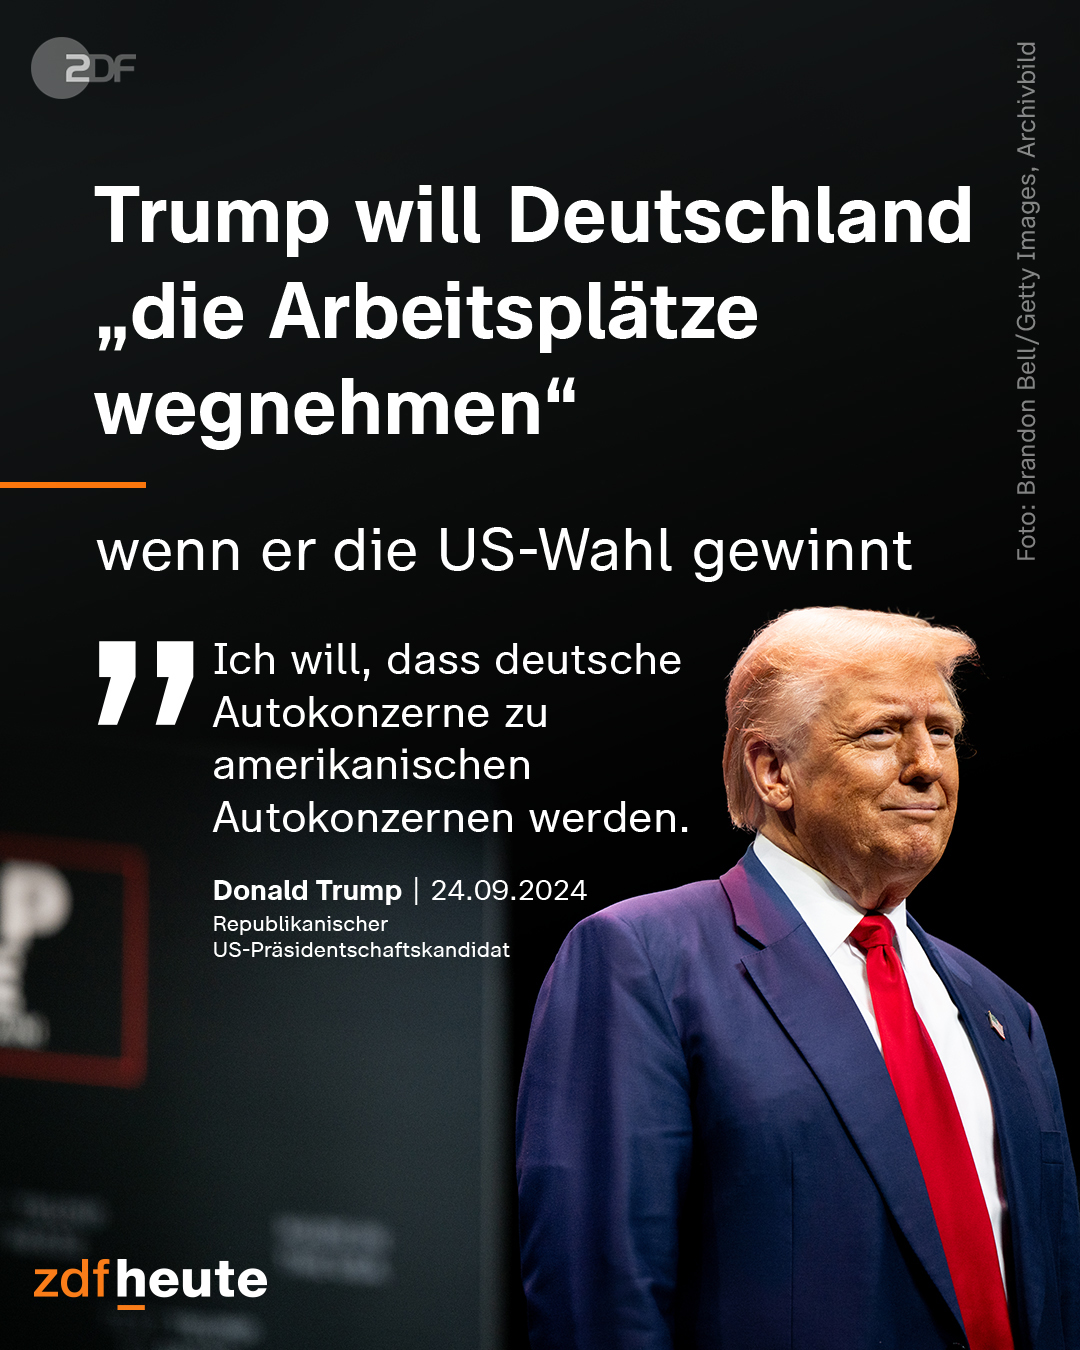 ZDF
Foto: Brandon Bell/Getty Images, Archivbild
Trump will Deutschland
„die Arbeitsplätze
wegnehmen“
wenn er die US-Wahl gewinnt
”Ich will, dass deutsche
Autokonzerne zu
amerikanischen
Autokonzernen werden.
Donald Trump | 24.09.2024
Republikanischer
US-Präsidentschaftskandidat
P
zdfheute